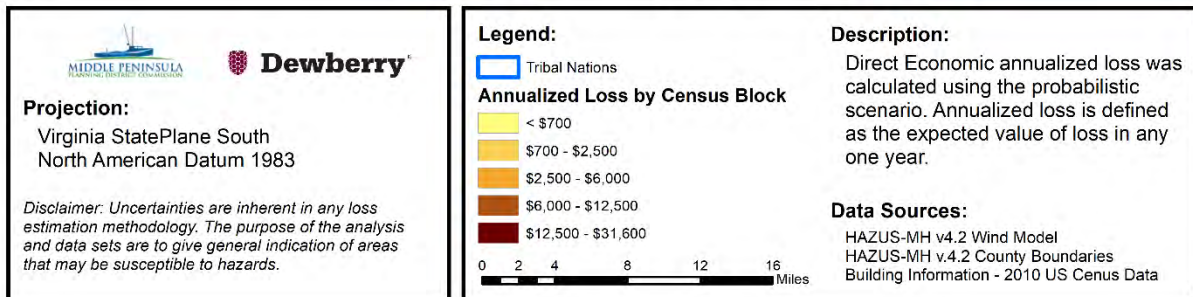 MIDDLE PENINSULA
PLANNING DISTRICT COMMISSION
Dewberry
Projection:
Virginia StatePlane South
North American Datum 1983
Disclaimer: Uncertainties are inherent in any loss
estimation methodology. The purpose of the analysis
and data sets are to give general indication of areas
that may be susceptible to hazards.
Legend:
Tribal Nations
Annualized Loss by Census Block
< $700
$700 - $2,500
$2,500 - $6,000
$6,000 - $12,500
$12,500 - $31,600
0 2 4 8 12 16
Miles
Description:
Direct Economic annualized loss was
calculated using the probabilistic
scenario. Annualized loss is defined
as the expected value of loss in any
one year.
Data Sources:
HAZUS-MH v4.2 Wind Model
HAZUS-MH v.4.2 County Boundaries
Building Information - 2010 US Cenus Data